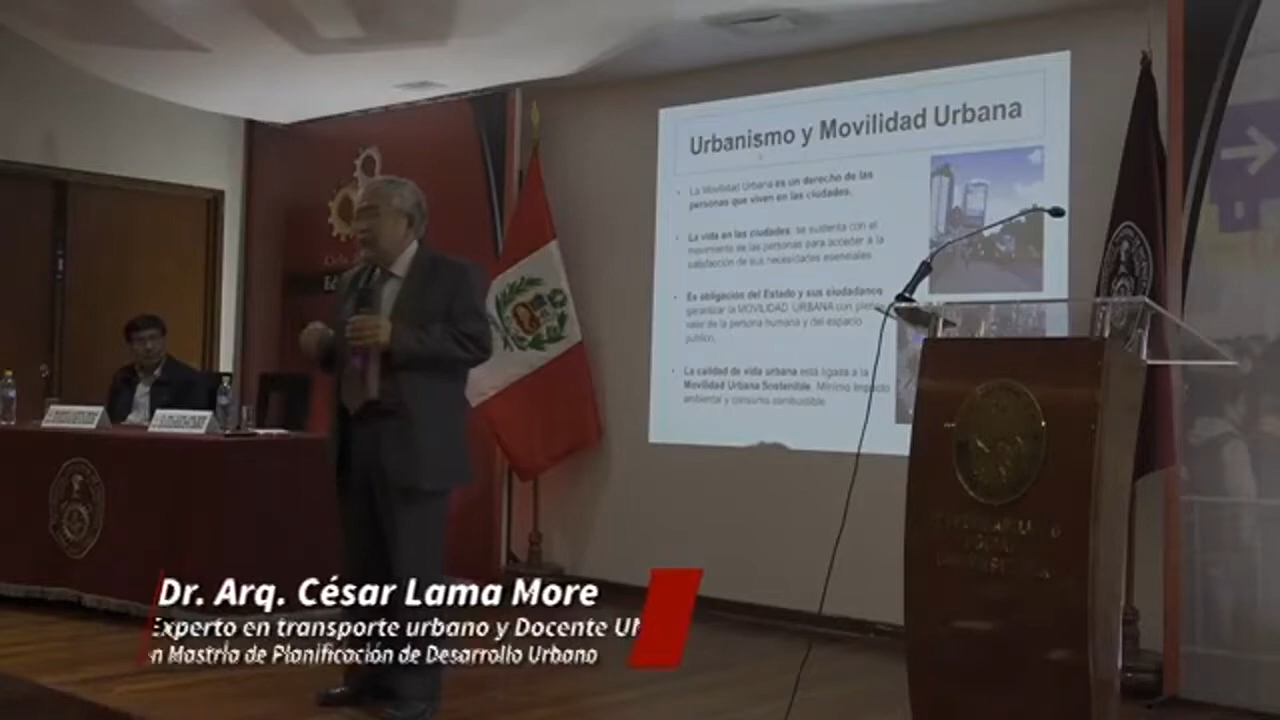 Urbanismo y Movilidad Urbana
La Movilidad Urbana es un derecho de las
personas que viven en las ciudades.
La vida en las ciudades, se sustenta con el
movimiento de las personas para acceder a la
satisfacción de sus necesidades esenciales
Es obligación del Estado y sus ciudadanos
garantizar la MOVILIDAD URBANA con pleno
valor de la persona humana y del espacio
público.
La calidad de vida urbana está ligada a la
Movilidad Urbana Sostenible. Mínimo Impacto
ambiental y consumo combustible
Dr. Arq. César Lama More
Experto en transporte urbano y Docente UN
n Mastría de Planificación de Desarrollo Urbano